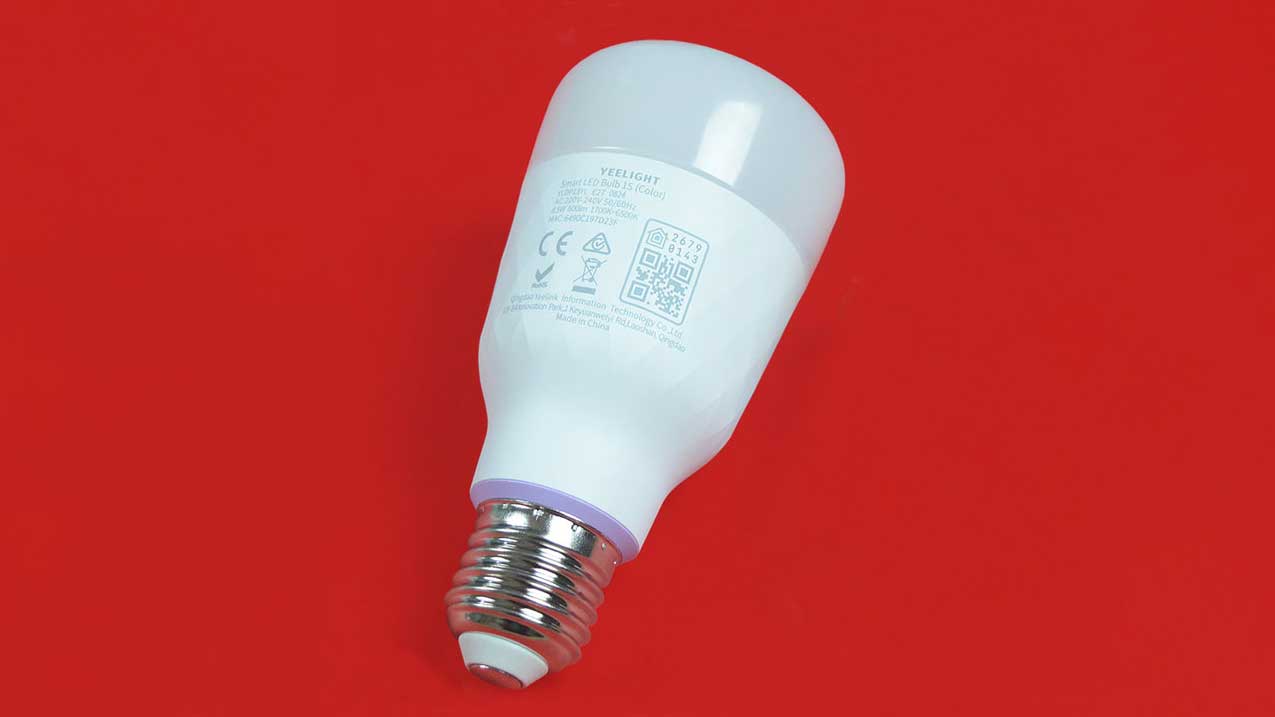 YEELIGHT
Smart LED Bulb 1S (Color)
YLDP13YL E27 0824
AC 220V-240V 50/60Hz
8.5W 800lm 1700K-6500K
MAC: 6490C197D23F
CE
2679
0143
RoHS
Qingdao Yeelink Information Technology Co.,Ltd.
Innovation Park,1 Keyuanweiyi Rd,Laoshan, Qingdao
Made in China